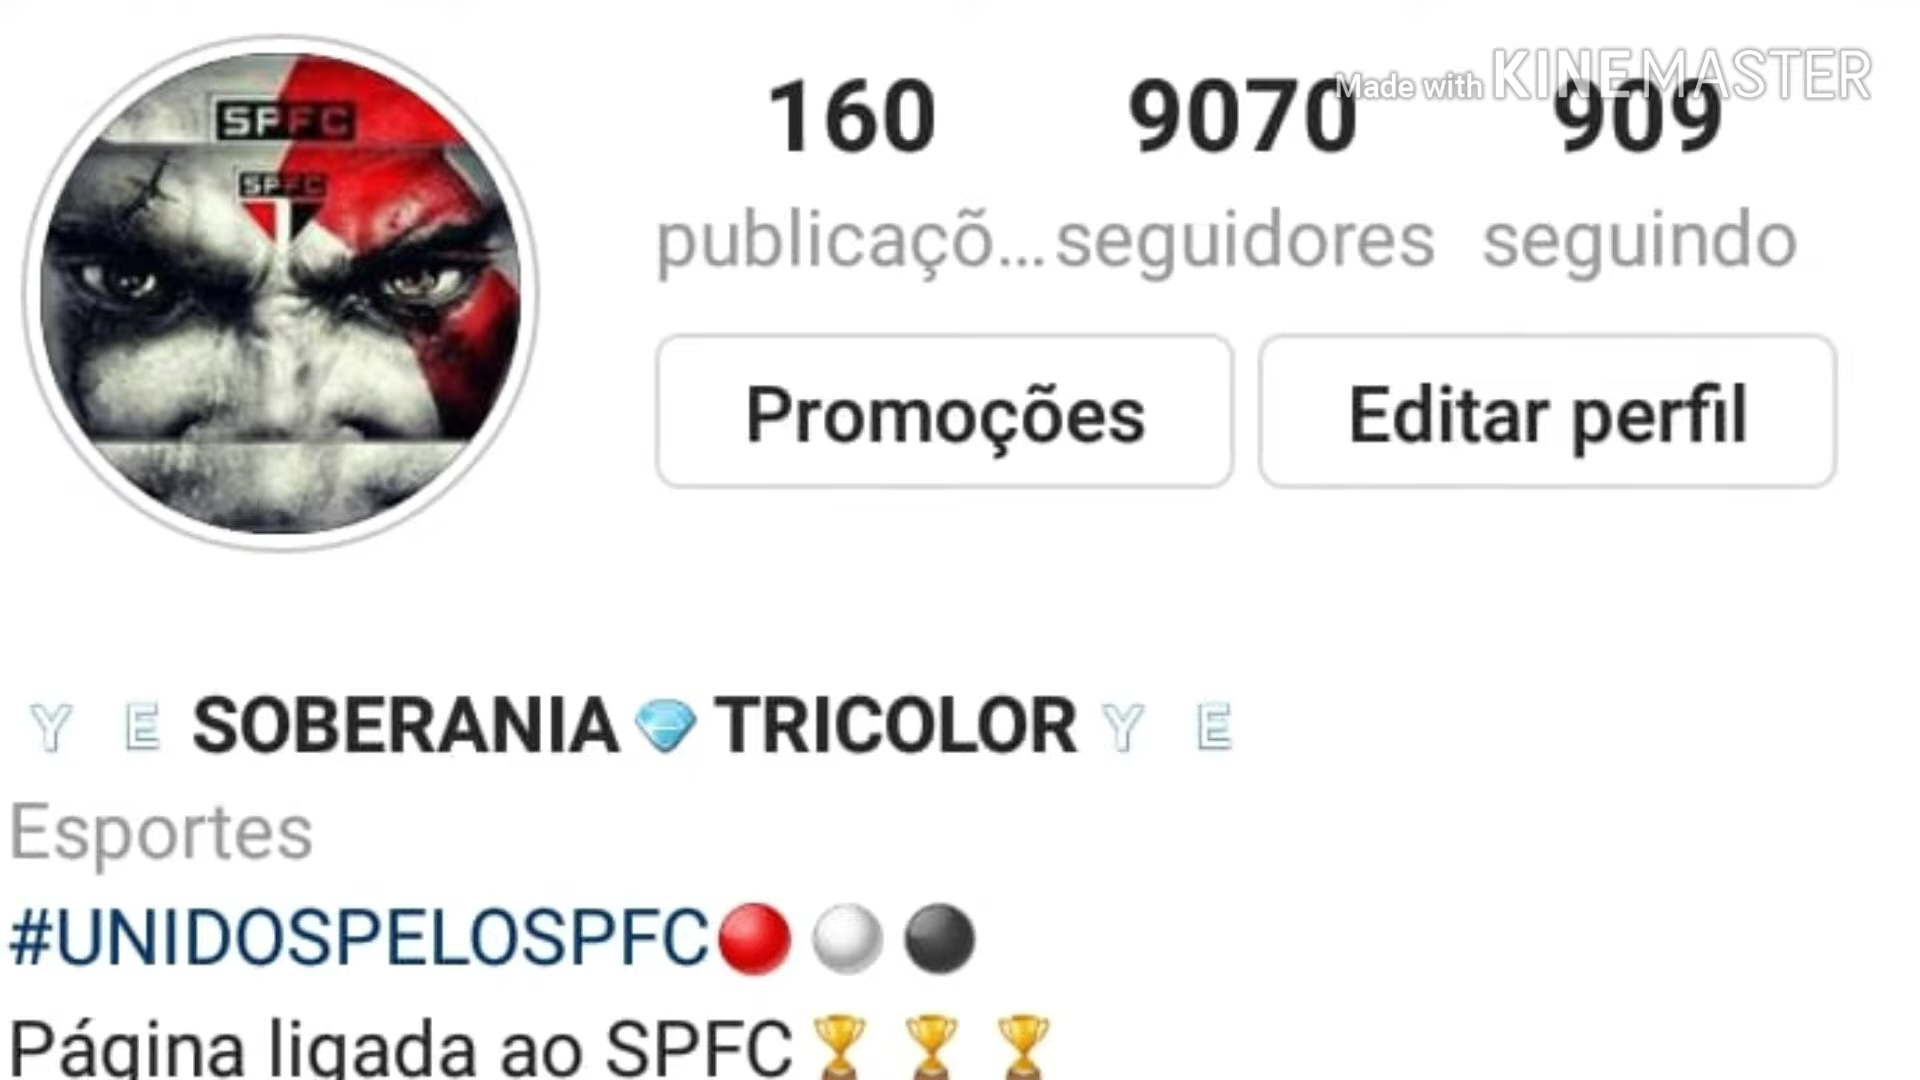 Made with KINEMASTER
SPFC
SPFC
160 9070 909
publicaçõ... seguidores seguindo
Promoções Editar perfil
Y E SOBERANIA💎TRICOLOR Y E
Esportes
#UNIDOSPELOSPFC🔴⚪⚫
Página ligada ao SPFC🏆🏆🏆